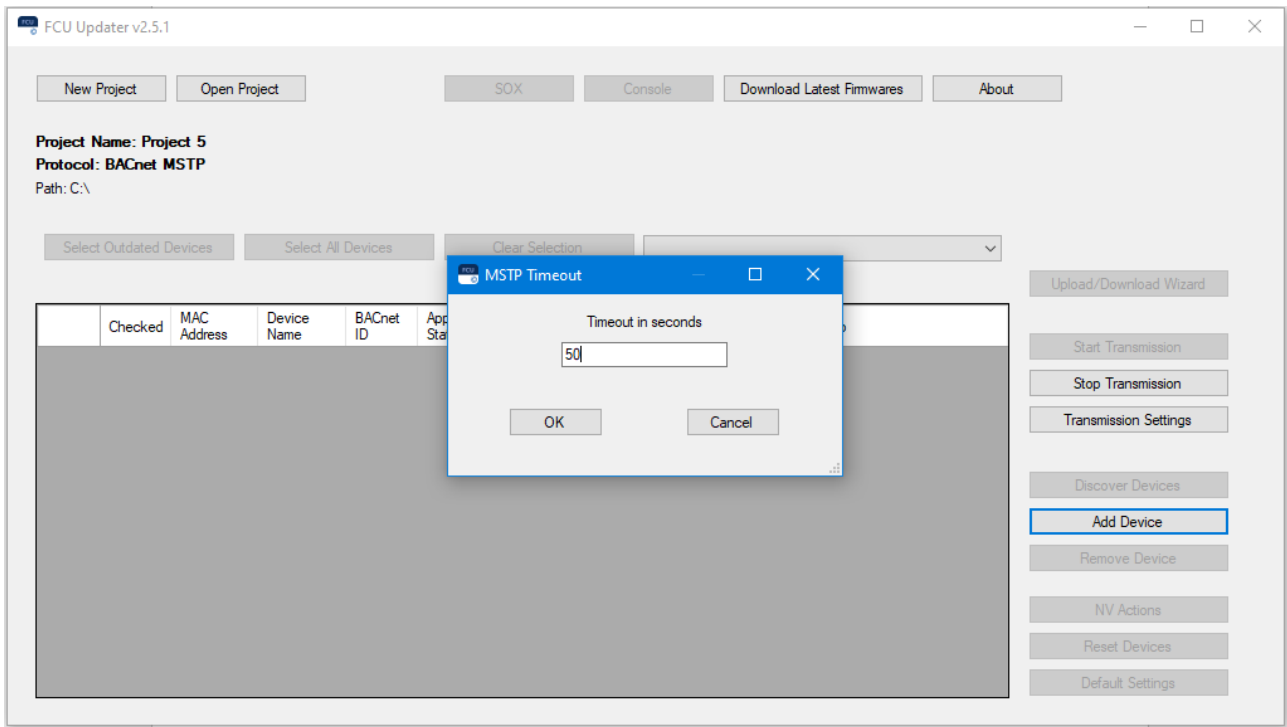 FCU FCU Updater v2.5.1
New Project Open Project SOX Console Download Latest Firmwares About
Project Name: Project 5
Protocol: BACnet MSTP
Path: C:\
Select Outdated Devices Select All Devices Clear Selection
FCU MSTP Timeout
Timeout in seconds
50
OK Cancel
Checked MAC Address Device Name BACnet ID
Upload/Download Wizard
Start Transmission
Stop Transmission
Transmission Settings
Discover Devices
Add Device
Remove Device
NV Actions
Reset Devices
Default Settings